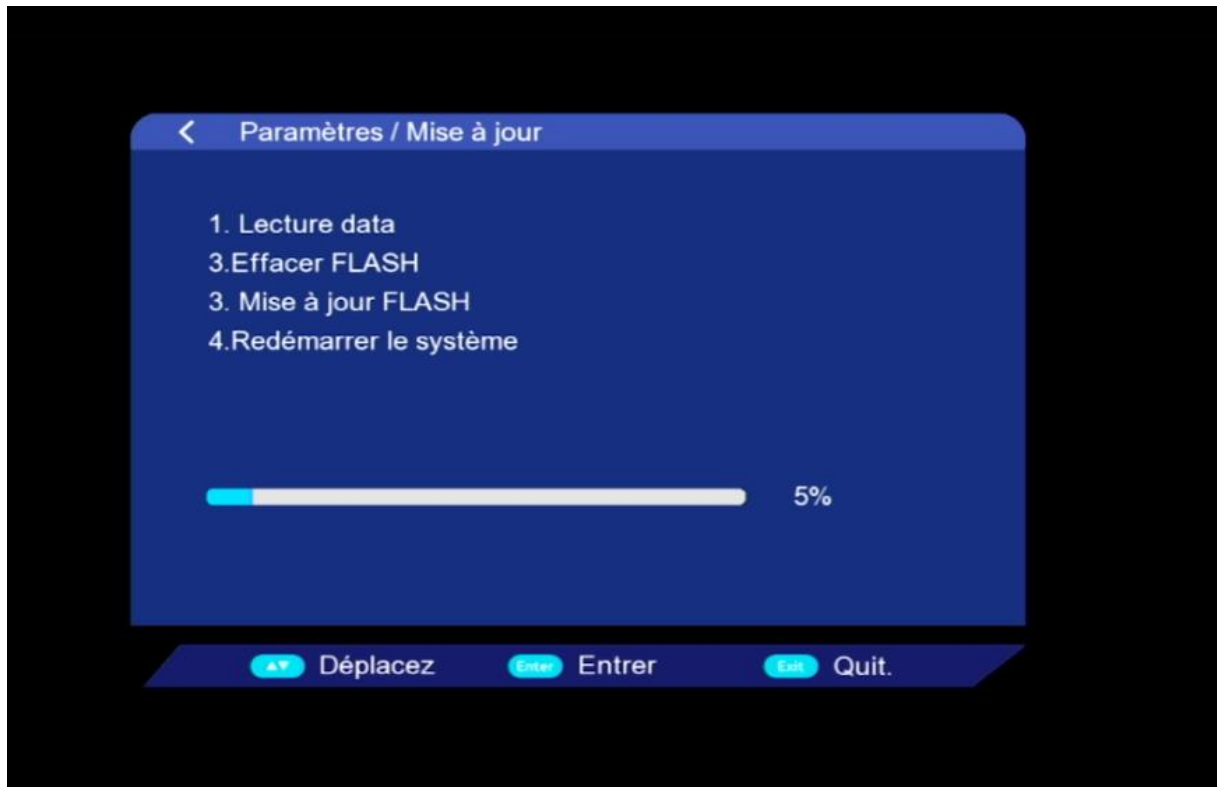 Paramètres / Mise à jour
1. Lecture data
3.Effacer FLASH
3. Mise à jour FLASH
4.Redémarrer le système
5%
Déplacez Enter Entrer Exit Quit.